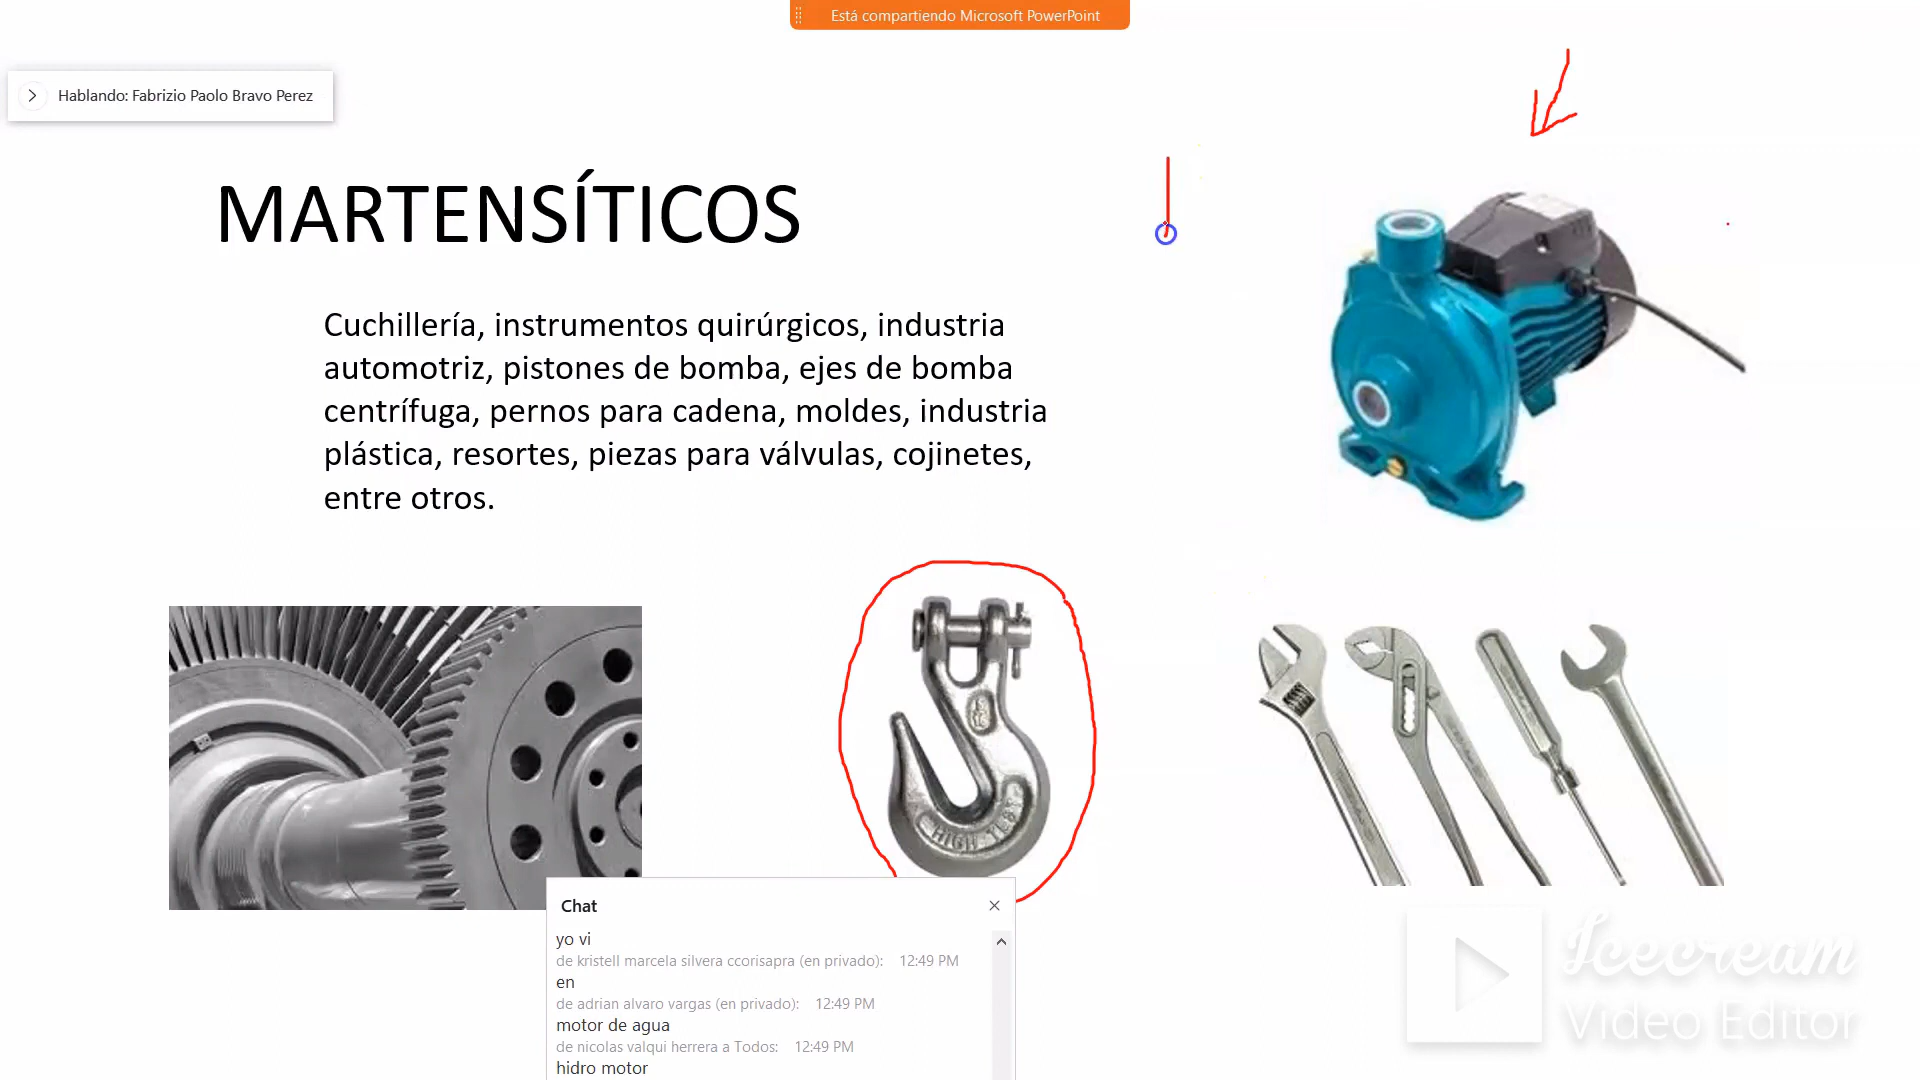 Está compartiendo Microsoft PowerPoint
Hablando: Fabrizio Paolo Bravo Perez
MARTENSÍTICOS
Cuchillería, instrumentos quirúrgicos, industria
automotriz, pistones de bomba, ejes de bomba
centrífuga, pernos para cadena, moldes, industria
plástica, resortes, piezas para válvulas, cojinetes,
entre otros.
HIGH
Chat
yo vi
de kristell marcela silvera ccorisapra (en privado): 12:49 PM
en
de adrian alvaro vargas (en privado): 12:49 PM
motor de agua
de nicolas valqui herrera a Todos: 12:49 PM
hidro motor
Icecream
Video Editor